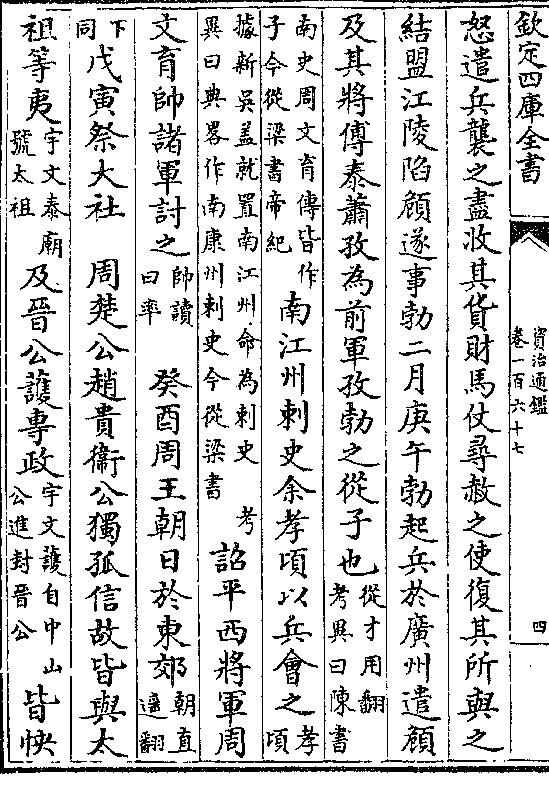 欽定四庫全書
資治通鑑
卷一百六十七
四
怒遣兵襲之盡收其貨財馬仗尋赦之使復其所與之
結盟江陵陷頠遂事勃二月庚午勃起兵於廣州遣頠
及其將傅泰蕭孜為前軍孜勃之從子也從才用翻考異曰陳書
南史周文育傳皆作子今從梁書帝紀南江州刺史余孝頃以兵會之孝頃
據新吳盖就置南江州命為刺史 考異曰典畧作南康州刺史今從梁書詔平西將軍周
文育帥諸軍討之帥讀曰率 癸酉周王朝日於東郊朝直遥翻
下同戊寅祭大社 周楚公趙貴衞公獨孤信故皆與太
祖等夷宇文泰廟號太祖及晉公護專政宇文護自中山公進封晉公皆怏